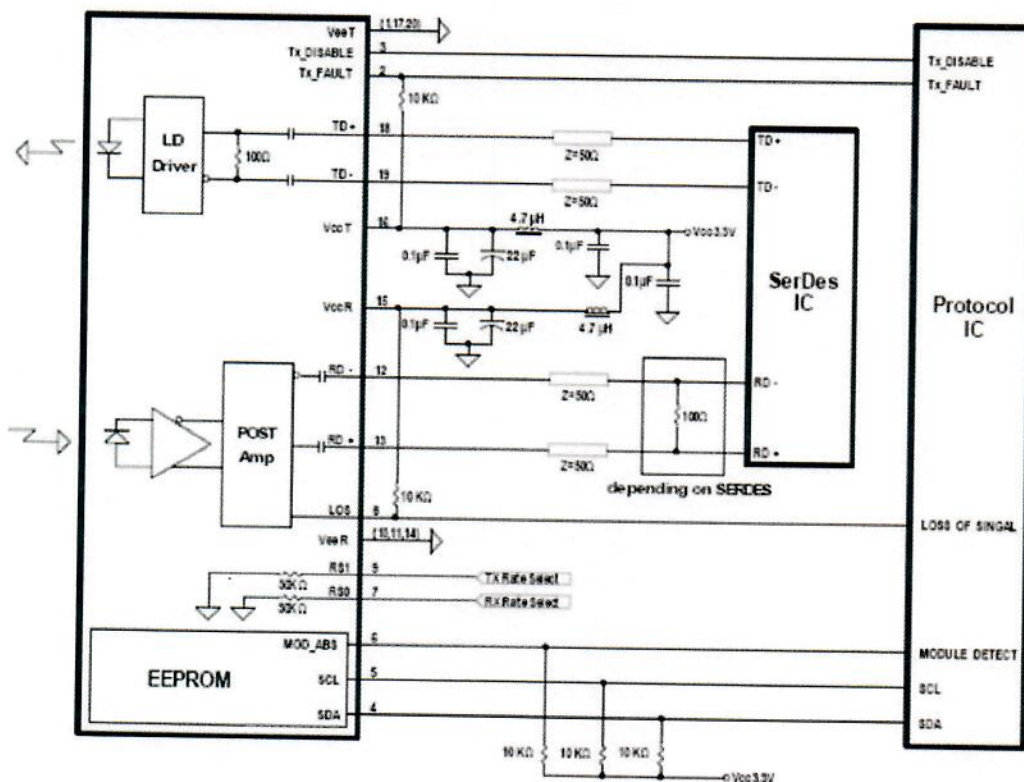 VeeT (1,17,20)
Tx_DISABLE 3 Tx_DISABLE
Tx_FAULT 2 Tx_FAULT
10 KΩ
LD
Driver
100Ω
TD + 18 Z=50Ω TD+
TD - 19 Z=50Ω TD -
VccT 16 4.7 µH Vcc3.3V
0.1µF 22 µF 0.1µF 0.1µF
SerDes
IC
Protocol
IC
VccR 15
0.1µF 22 µF 4.7 µH
RD - 12 Z=50Ω RD -
POST
Amp
100Ω
RD + 13 Z=50Ω RD +
depending on SERDES
10 KΩ
LOS 8 LOSS OF SINGAL
VeeR (10,11,14)
RS1 9 TX Rate Select
30KΩ
RS0 7 RX Rate Select
30KΩ
MOD_ABS 6 MODULE DETECT
EEPROM
SCL 5 SCL
SDA 4 SDA
10 KΩ 10 KΩ 10 KΩ
Vcc3.3V